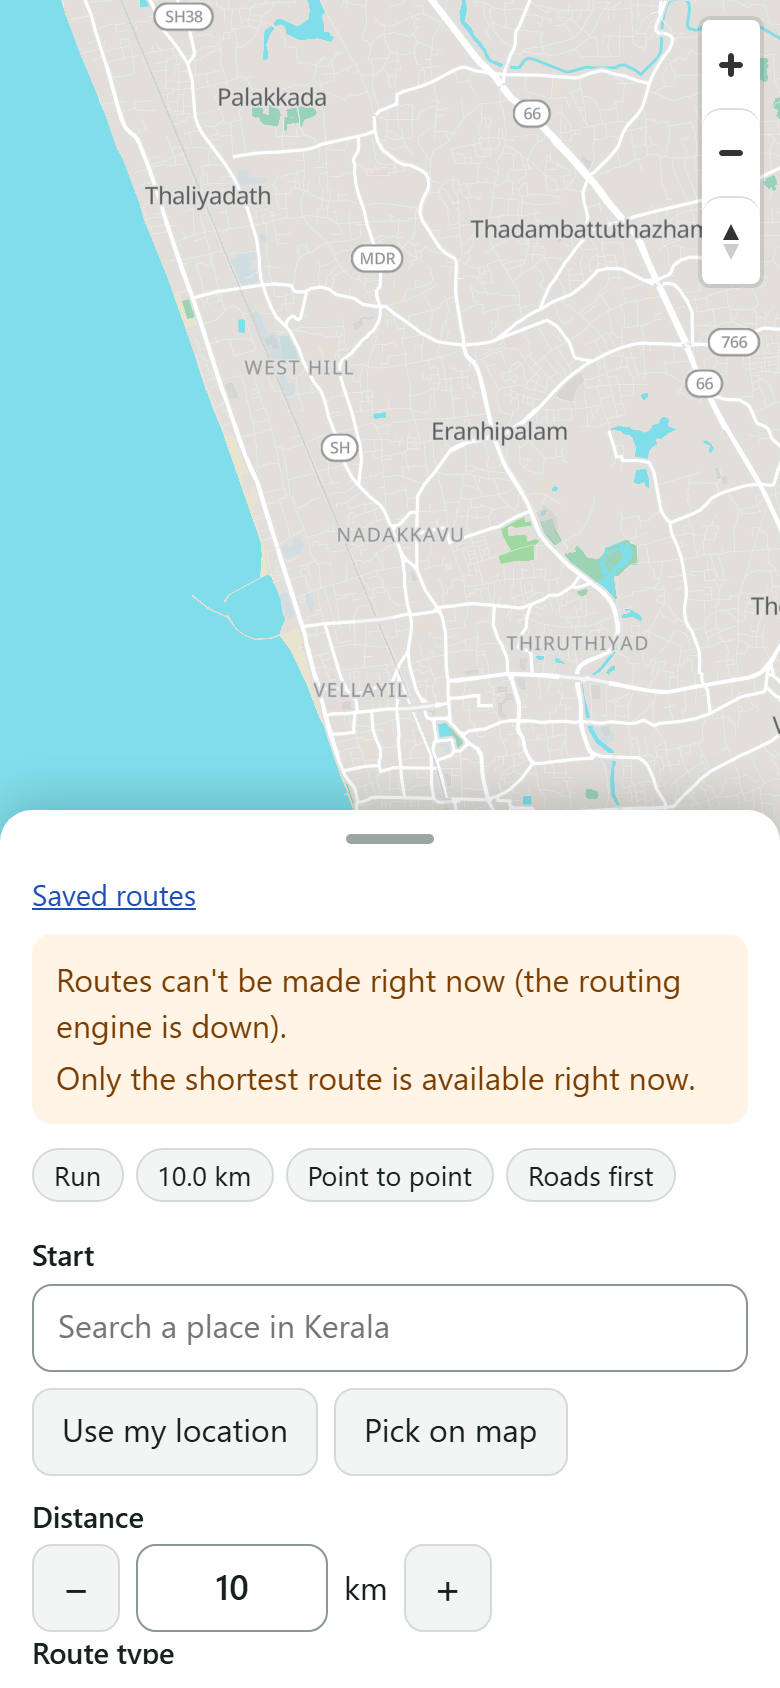 SH38
Palakkada
66
Thaliyadath
Thadambattuthazham
MDR
766
WEST HILL
66
Eranhipalam
SH
NADAKKAVU
THIRUTHIYAD
VELLAYIL
Saved routes
Routes can't be made right now (the routing
engine is down).
Only the shortest route is available right now.
Run
10.0 km
Point to point
Roads first
Start
Search a place in Kerala
Use my location
Pick on map
Distance
−
10
km
+
Route type